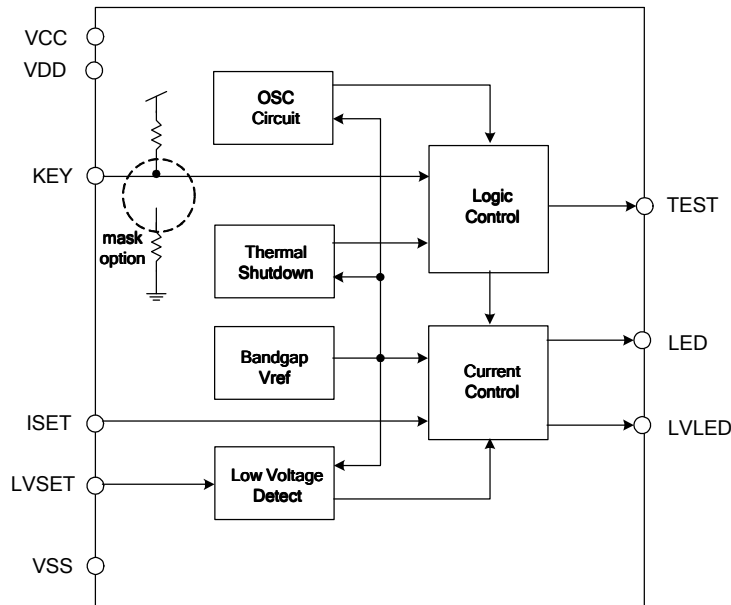 VCC
VDD
OSC
Circuit
KEY
Logic
Control
TEST
mask
option
Thermal
Shutdown
Bandgap
Vref
Current
Control
LED
ISET
LVLED
LVSET
Low Voltage
Detect
VSS